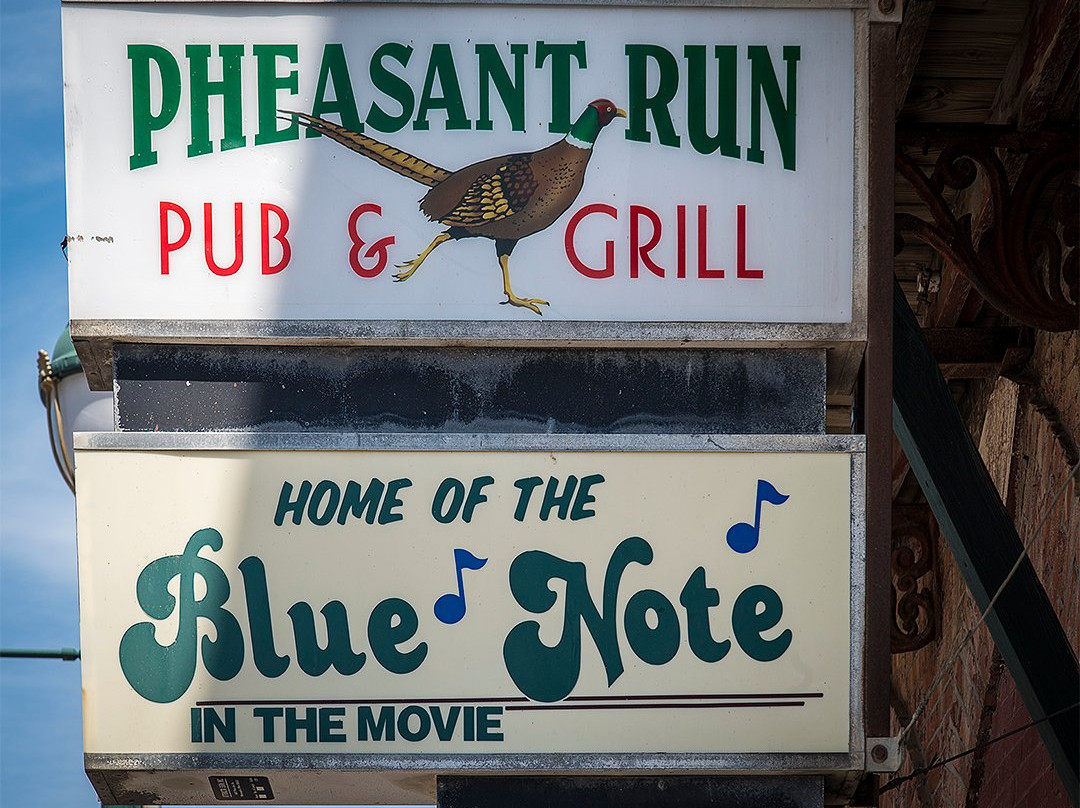 PHEASANT RUN
PUB & GRILL
HOME OF THE
Blue Note
IN THE MOVIE